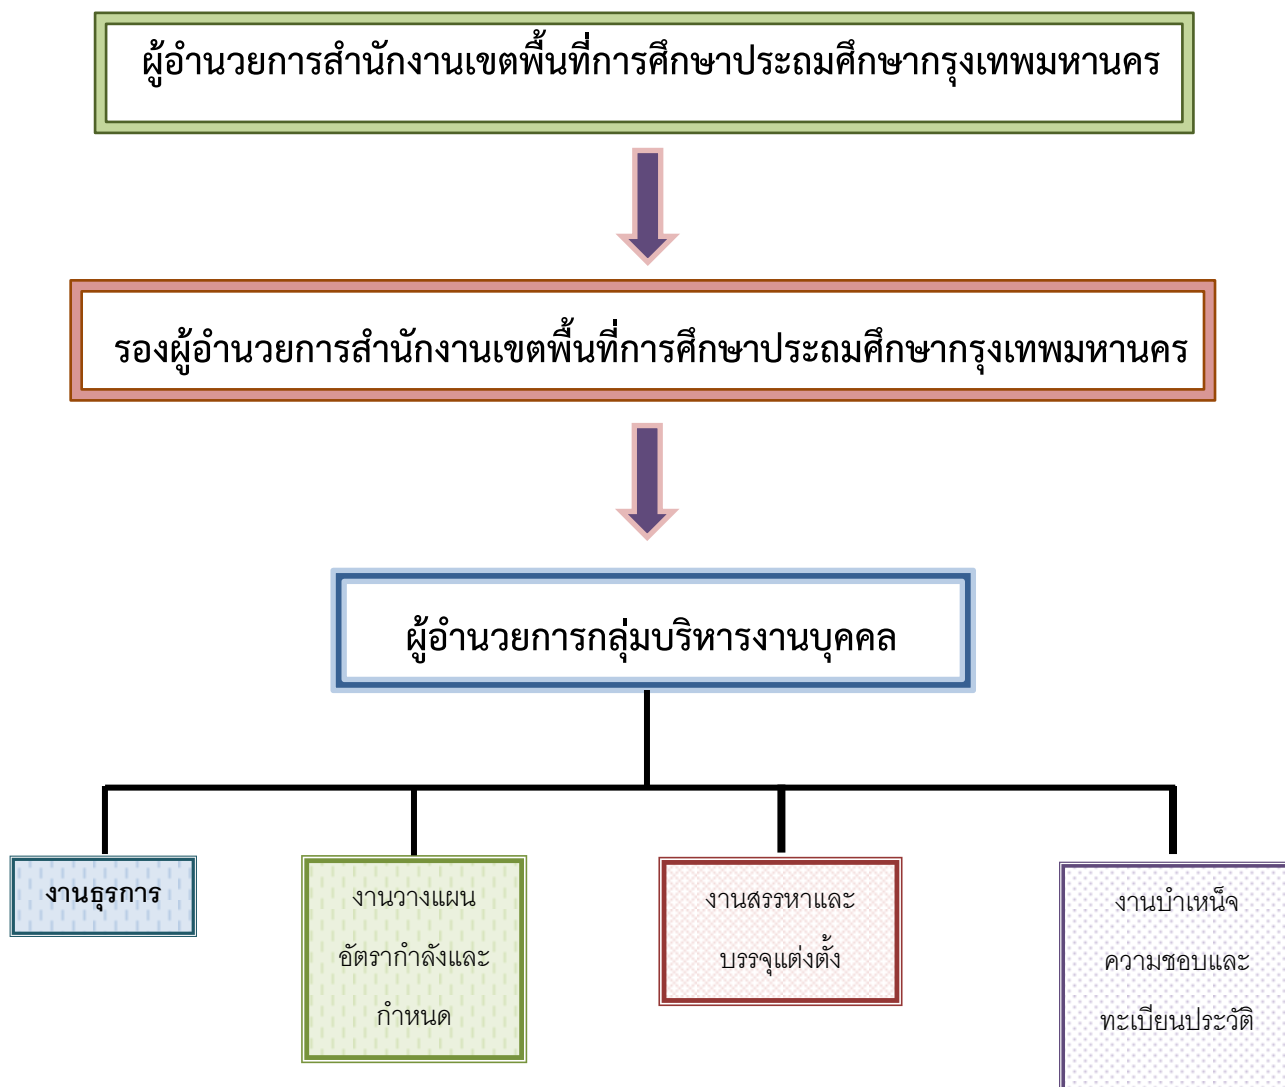 ผู้อำนวยการสำนักงานเขตพื้นที่การศึกษาประถมศึกษากรุงเทพมหานคร
รองผู้อำนวยการสำนักงานเขตพื้นที่การศึกษาประถมศึกษากรุงเทพมหานคร
ผู้อำนวยการกลุ่มบริหารงานบุคคล
งานธุรการ
งานวางแผน
อัตรากำลังและ
กำหนด
งานสรรหาและ
บรรจุแต่งตั้ง
งานบำเหน็จ
ความชอบและ
ทะเบียนประวัติ